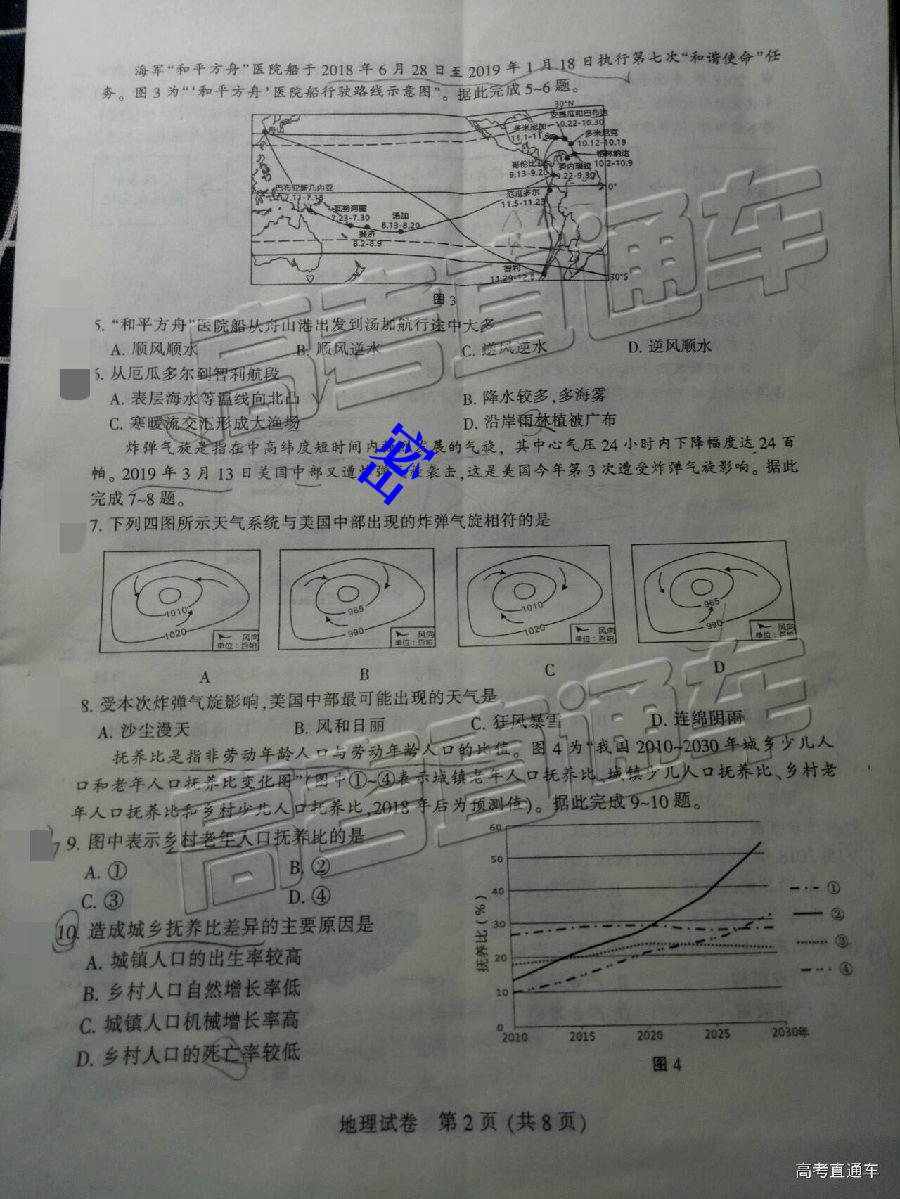 海军“和平方舟”医院船于2018年6月28日至2019年1月18日执行第七次“和谐使命”任
务。图3为“‘和平方舟’医院船行驶路线示意图”。据此完成5~6题。
30°N
安提瓜和巴布达
10.22-10.30
多米尼加
多米尼克
10.12-10.19
格林纳达
10.2-10.9
哥伦比亚
委内瑞拉
9.22-9.30
0°
厄瓜多尔
巴布亚新几内亚
瓦努阿图
7.23-7.30
汤加
8.13-8.20
斐济
8.2-8.9
智利
30°S
图3
5. “和平方舟”医院船从舟山港出发到汤加航行途中大多
A. 顺风顺水 B. 顺风逆水 C. 逆风逆水 D. 逆风顺水
6. 从厄瓜多尔到智利航段
A. 表层海水等温线向北凸 B. 降水较多,多海雾
C. 寒暖流交汇形成大渔场 D. 沿岸雨林植被广布
炸弹气旋是指在中高纬度短时间内 发展的气旋，其中心气压24小时内下降幅度达24百
帕。2019年3月13日美国中部又遭炸弹 袭击,这是美国今年第3次遭受炸弹气旋影响。据此
完成7~8题。
密
7. 下列四图所示天气系统与美国中部出现的炸弹气旋相符的是
1010
1020
风向
单位:百帕
965
990
风向
单位:百帕
1010
1020
风向
单位:百帕
965
990
风向
单位:百帕
A B C D
8. 受本次炸弹气旋影响,美国中部最可能出现的天气是
A. 沙尘漫天 B. 风和日丽 C. 狂风暴雪 D. 连绵阴雨
抚养比是指非劳动年龄人口与劳动年龄人口的比值。图4为“我国2010~2030年城乡少儿人
口和老年人口抚养比变化图”(图中①~④表示城镇老年人口抚养比、城镇少儿人口抚养比、乡村老
年人口抚养比和乡村少儿人口抚养比,2018年后为预测值)。据此完成9~10题。
9. 图中表示乡村老年人口抚养比的是
A. ① B. ②
C. ③ D. ④
10. 造成城乡抚养比差异的主要原因是
A. 城镇人口的出生率较高
B. 乡村人口自然增长率低
C. 城镇人口机械增长率高
D. 乡村人口的死亡率较低
抚养比(%)
60
50
40
30
20
10
0
2010 2015 2020 2025 2030年
①
②
③
④
图4
地理试卷 第2页(共8页)
高考直通车
高考直通车
高考直通车